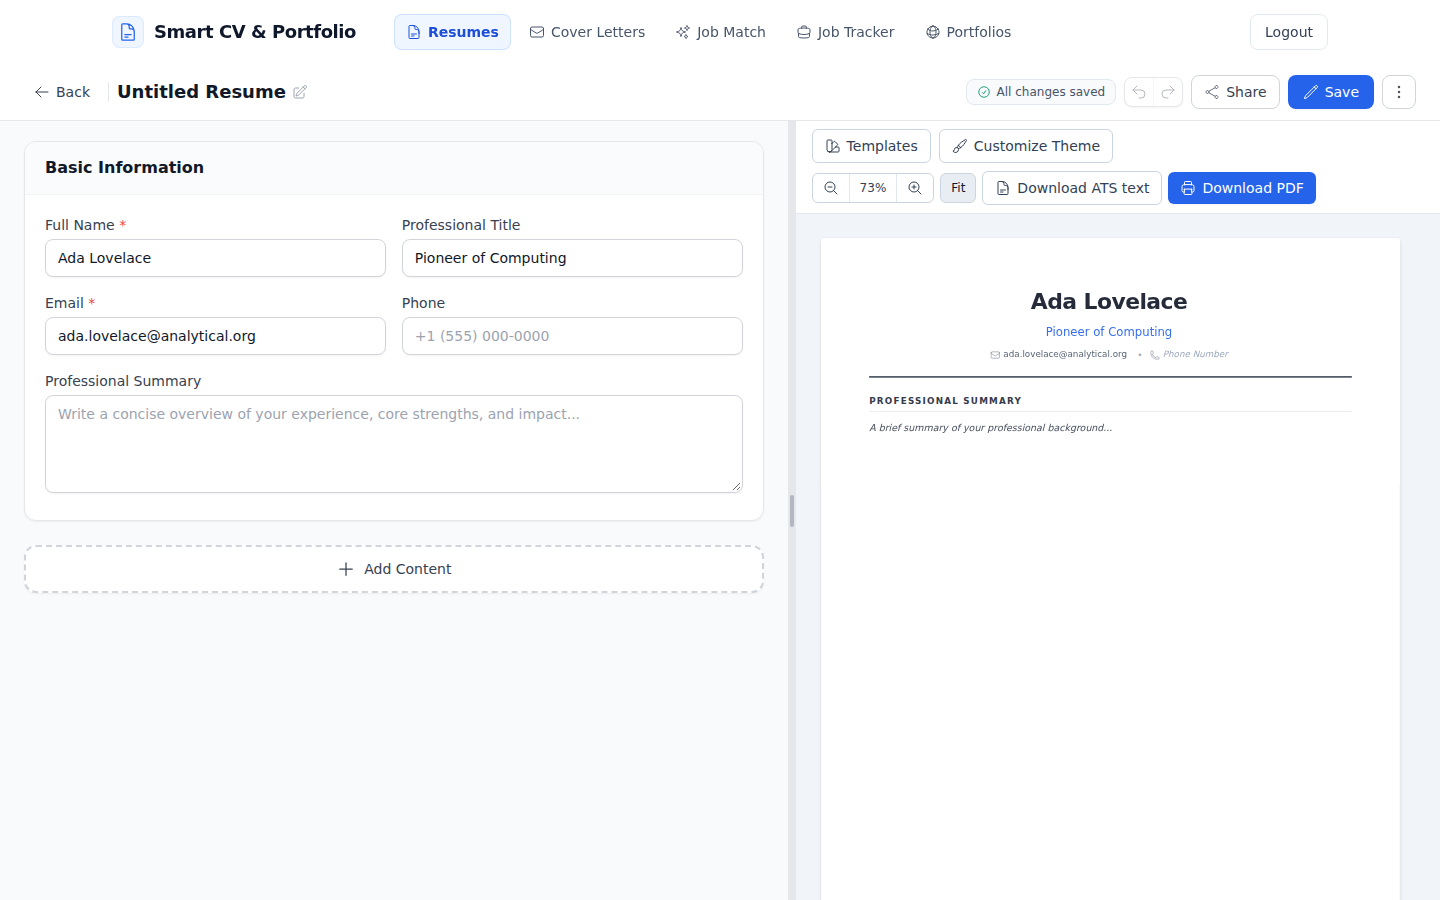 Smart CV & Portfolio
Resumes
Cover Letters
Job Match
Job Tracker
Portfolios
Logout
Back
Untitled Resume
All changes saved
Share
Save
Basic Information
Full Name *
Ada Lovelace
Professional Title
Pioneer of Computing
Email *
ada.lovelace@analytical.org
Phone
+1 (555) 000-0000
Professional Summary
Write a concise overview of your experience, core strengths, and impact...
Add Content
Templates
Customize Theme
73%
Fit
Download ATS text
Download PDF
Ada Lovelace
Pioneer of Computing
ada.lovelace@analytical.org • Phone Number
PROFESSIONAL SUMMARY
A brief summary of your professional background...